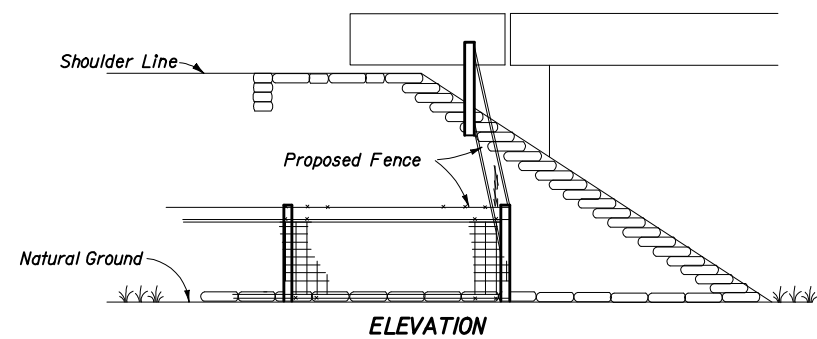 Shoulder Line
Proposed Fence
Natural Ground
ELEVATION